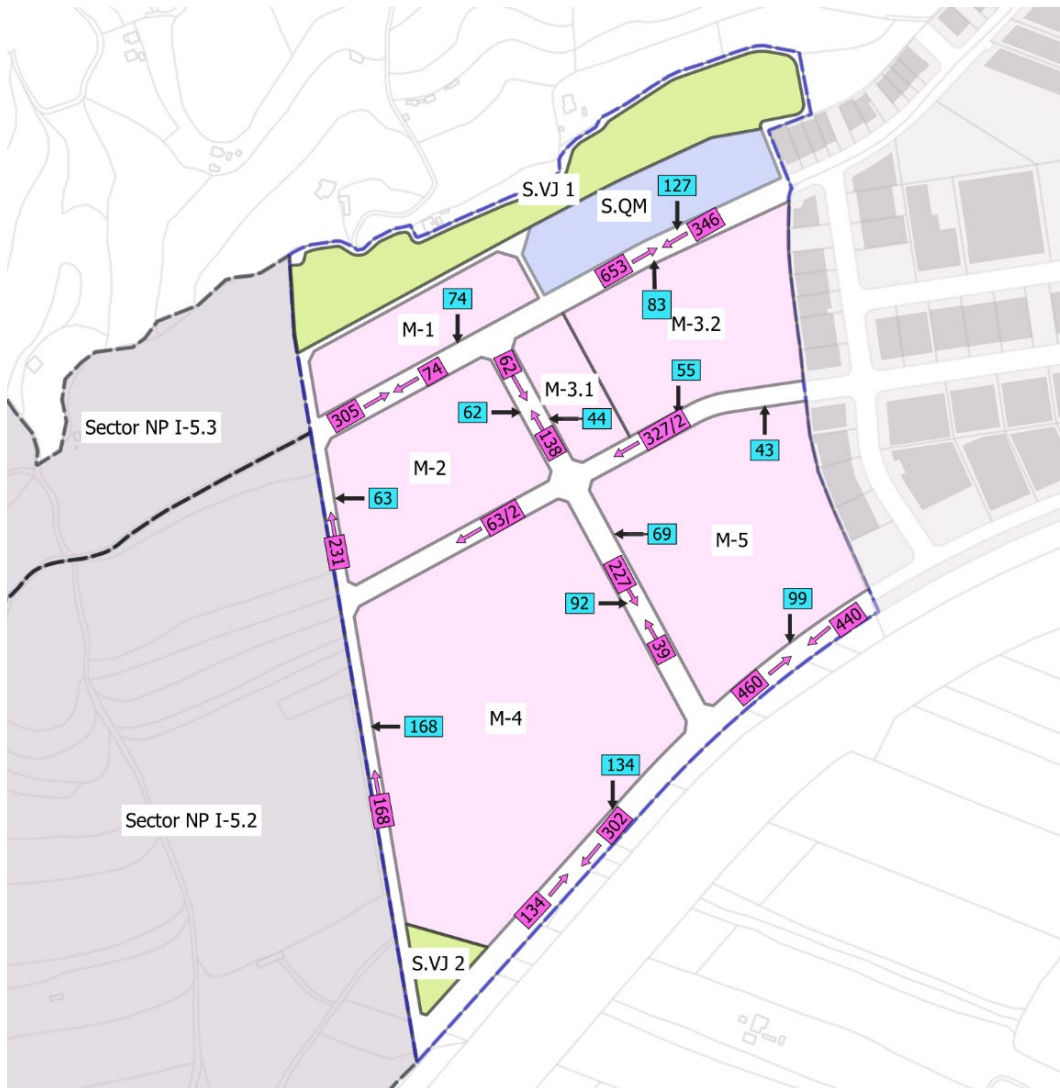 S.VJ 1
127
S.QM
346
653
74
83
M-1
M-3.2
62
74
55
M-3.1
305
62
44
327/2
Sector NP I-5.3
138
43
M-2
63
63/2
69
M-5
231
227
92
99
440
39
460
M-4
168
134
168
302
Sector NP I-5.2
134
S.VJ 2